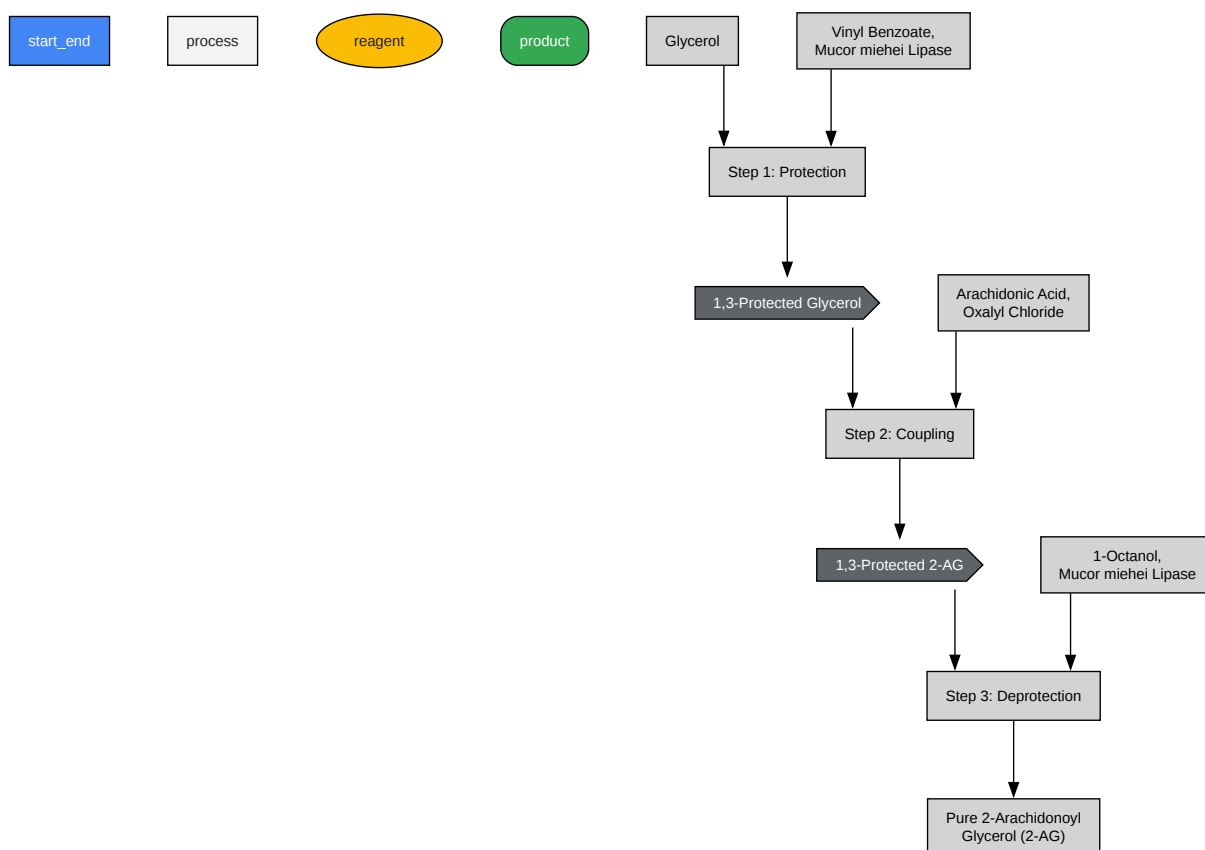 start_end
process
reagent
product
Glycerol
Vinyl Benzoate,
Mucor miehei Lipase
Step 1: Protection
1,3-Protected Glycerol
Arachidonic Acid,
Oxalyl Chloride
Step 2: Coupling
1,3-Protected 2-AG
1-Octanol,
Mucor miehei Lipase
Step 3: Deprotection
Pure 2-Arachidonoyl
Glycerol (2-AG)